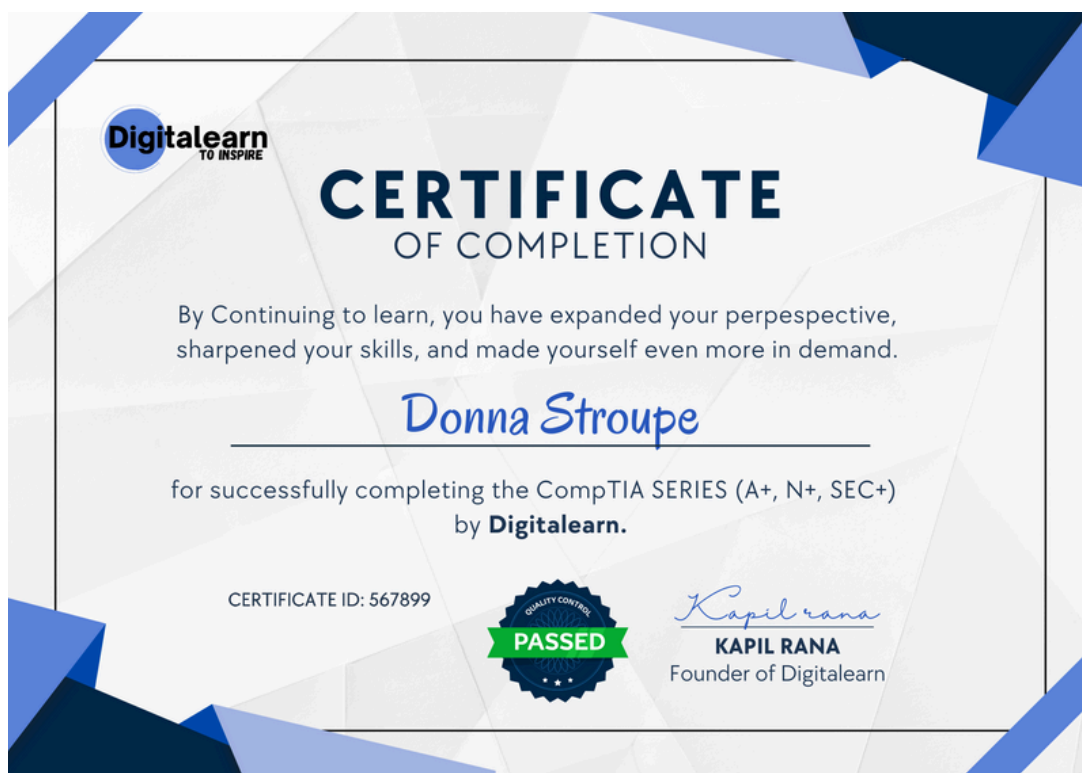 Digitalearn
TO INSPIRE
CERTIFICATE
OF COMPLETION
By Continuing to learn, you have expanded your perpespective,
sharpened your skills, and made yourself even more in demand.
Donna Stroupe
for successfully completing the CompTIA SERIES (A+, N+, SEC+)
by Digitalearn.
CERTIFICATE ID: 567899
QUALITY CONTROL
PASSED
Kapil rana
KAPIL RANA
Founder of Digitalearn